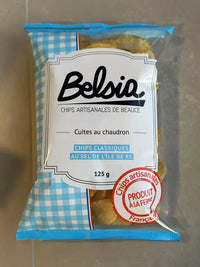 Belsia
CHIPS ARTISANALES DE BEAUCE
Cuites au chaudron
CHIPS CLASSIQUES
AU SEL DE L'ÎLE DE RÉ
125 g
Chips artisanales
PRODUIT
À LA FERME
França